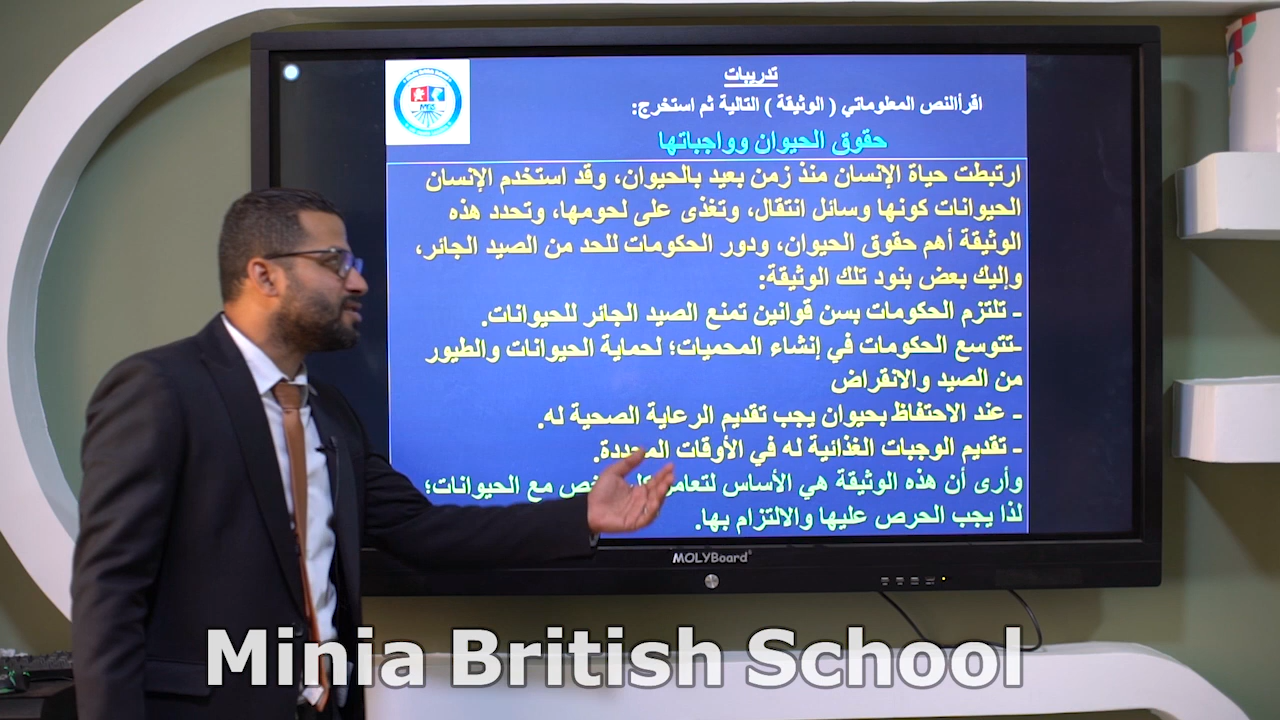 تدريبات
اقرأالنص المعلوماتي ( الوثيقة ) التالية ثم استخرج:
حقوق الحيوان وواجباتها
ارتبطت حياة الإنسان منذ زمن بعيد بالحيوان، وقد استخدم الإنسان
الحيوانات كونها وسائل انتقال، وتغذى على لحومها، وتحدد هذه
الوثيقة أهم حقوق الحيوان، ودور الحكومات للحد من الصيد الجائر،
وإليك بعض بنود تلك الوثيقة:
ـ تلتزم الحكومات بسن قوانين تمنع الصيد الجائر للحيوانات.
ـتتوسع الحكومات في إنشاء المحميات؛ لحماية الحيوانات والطيور
من الصيد والانقراض
ـ عند الاحتفاظ بحيوان يجب تقديم الرعاية الصحية له.
ـ تقديم الوجبات الغذائية له في الأوقات المحددة.
وأرى أن هذه الوثيقة هي الأساس لتعامل مع الحيوانات؛
لذا يجب الحرص عليها والالتزام بها.
MOLYBoard
Minia British School